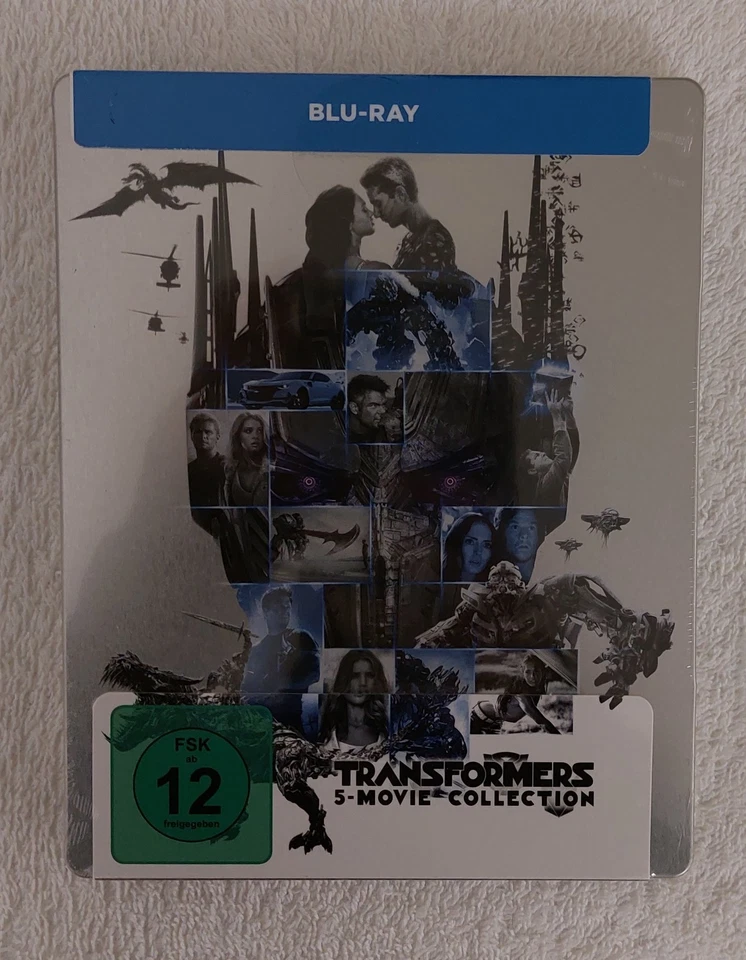 BLU-RAY
FSK
ab
12
freigegeben
TRANSFORMERS
5-MOVIE COLLECTION